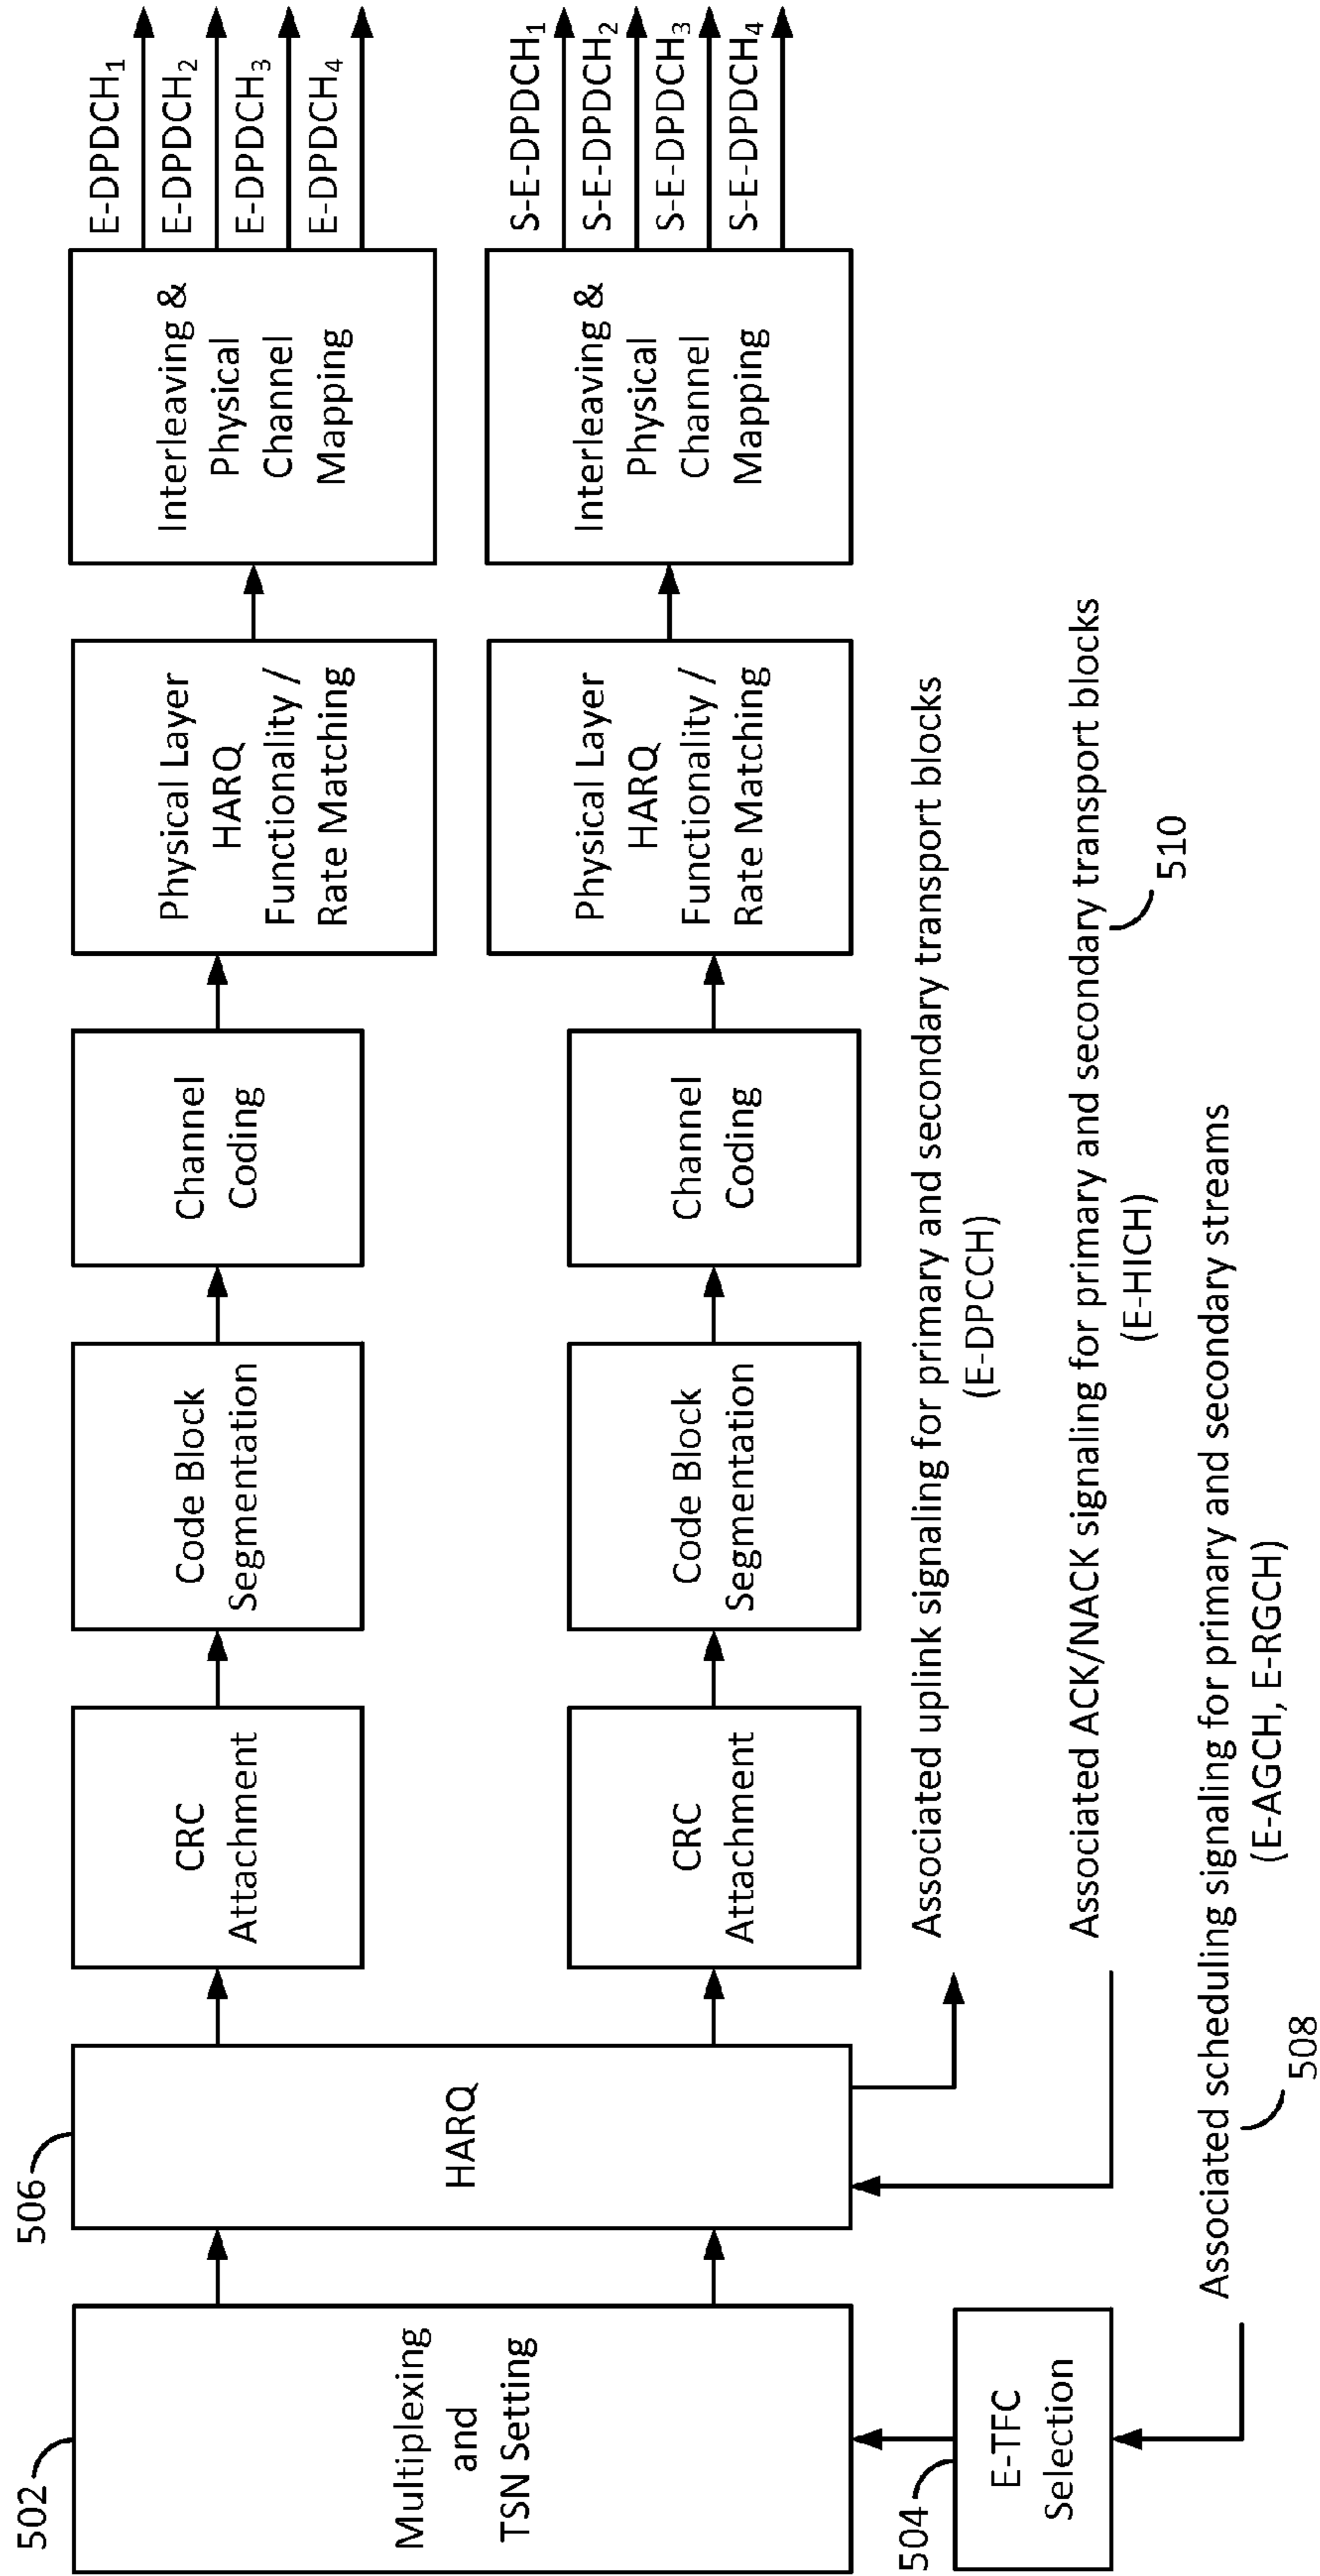 502
Multiplexing
and
TSN Setting
504
E-TFC
Selection
506
HARQ
CRC
Attachment
Code Block
Segmentation
Channel
Coding
Physical Layer
HARQ
Functionality /
Rate Matching
Interleaving &
Physical
Channel
Mapping
E-DPDCH₁
E-DPDCH₂
E-DPDCH₃
E-DPDCH₄
CRC
Attachment
Code Block
Segmentation
Channel
Coding
Physical Layer
HARQ
Functionality /
Rate Matching
Interleaving &
Physical
Channel
Mapping
S-E-DPDCH₁
S-E-DPDCH₂
S-E-DPDCH₃
S-E-DPDCH₄
Associated uplink signaling for primary and secondary transport blocks
(E-DPCCH)
Associated ACK/NACK signaling for primary and secondary transport blocks
(E-HICH)
510
Associated scheduling signaling for primary and secondary streams
(E-AGCH, E-RGCH)
508